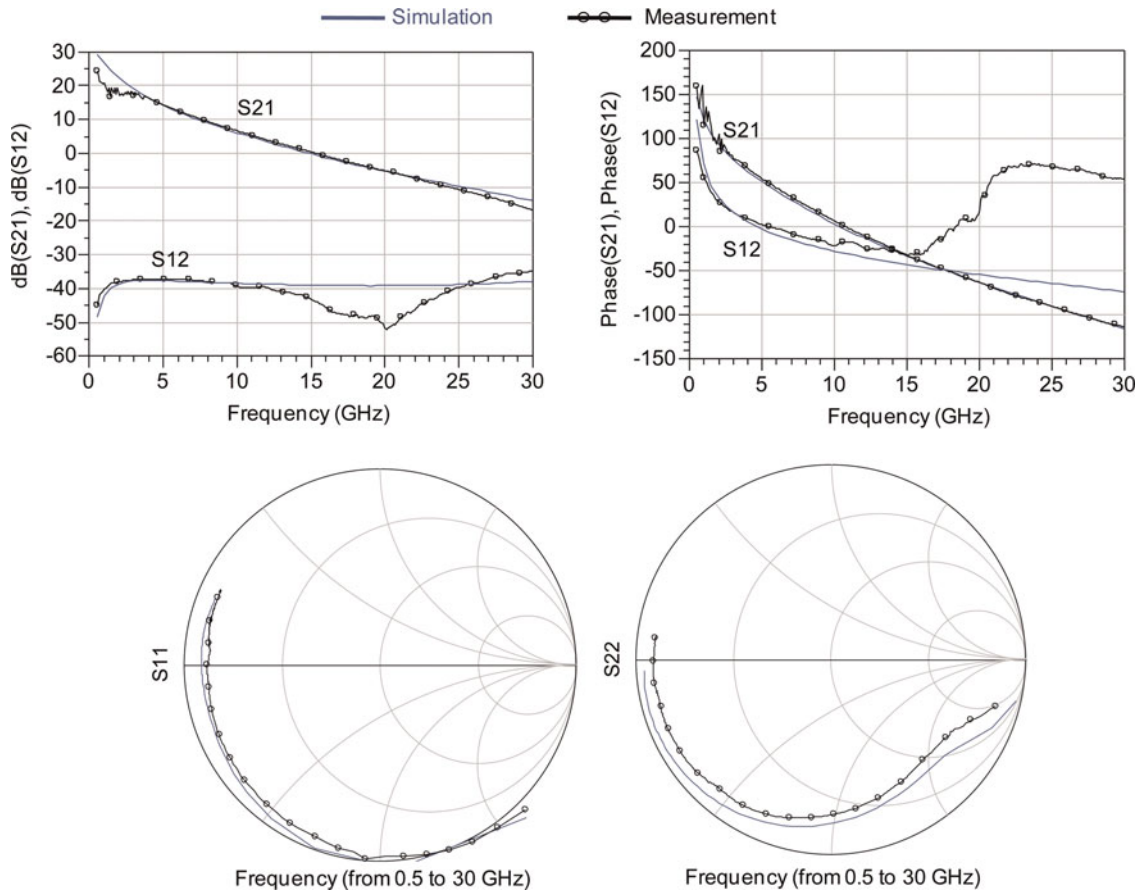 Simulation
Measurement
30
20
10
0
-10
-20
-30
-40
-50
-60
dB(S21), dB(S12)
S21
S12
0 5 10 15 20 25 30
Frequency (GHz)
200
150
100
50
0
-50
-100
-150
Phase(S21), Phase(S12)
S21
S12
0 5 10 15 20 25 30
Frequency (GHz)
S11
Frequency (from 0.5 to 30 GHz)
S22
Frequency (from 0.5 to 30 GHz)